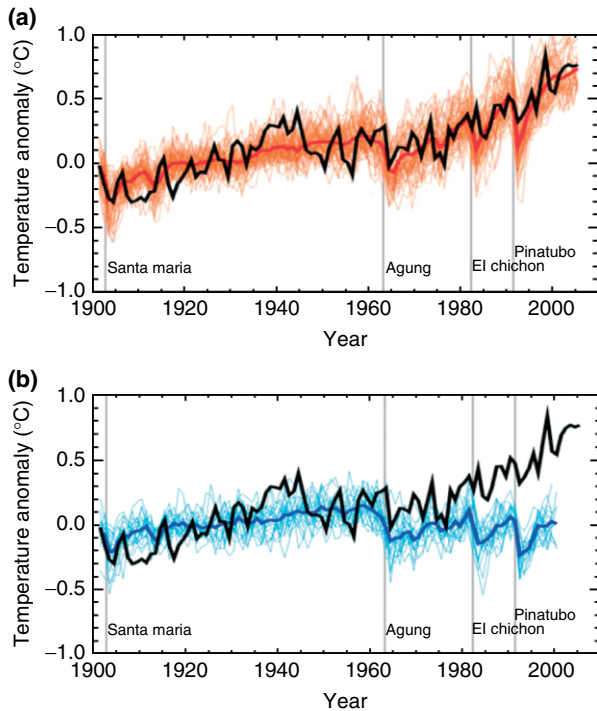 (a)
Temperature anomaly (°C)
1.0
0.5
0.0
−0.5
−1.0
Santa maria
Agung
EI chichon
Pinatubo
1900 1920 1940 1960 1980 2000
Year
(b)
Temperature anomaly (°C)
1.0
0.5
0.0
−0.5
−1.0
Santa maria
Agung
EI chichon
Pinatubo
1900 1920 1940 1960 1980 2000
Year